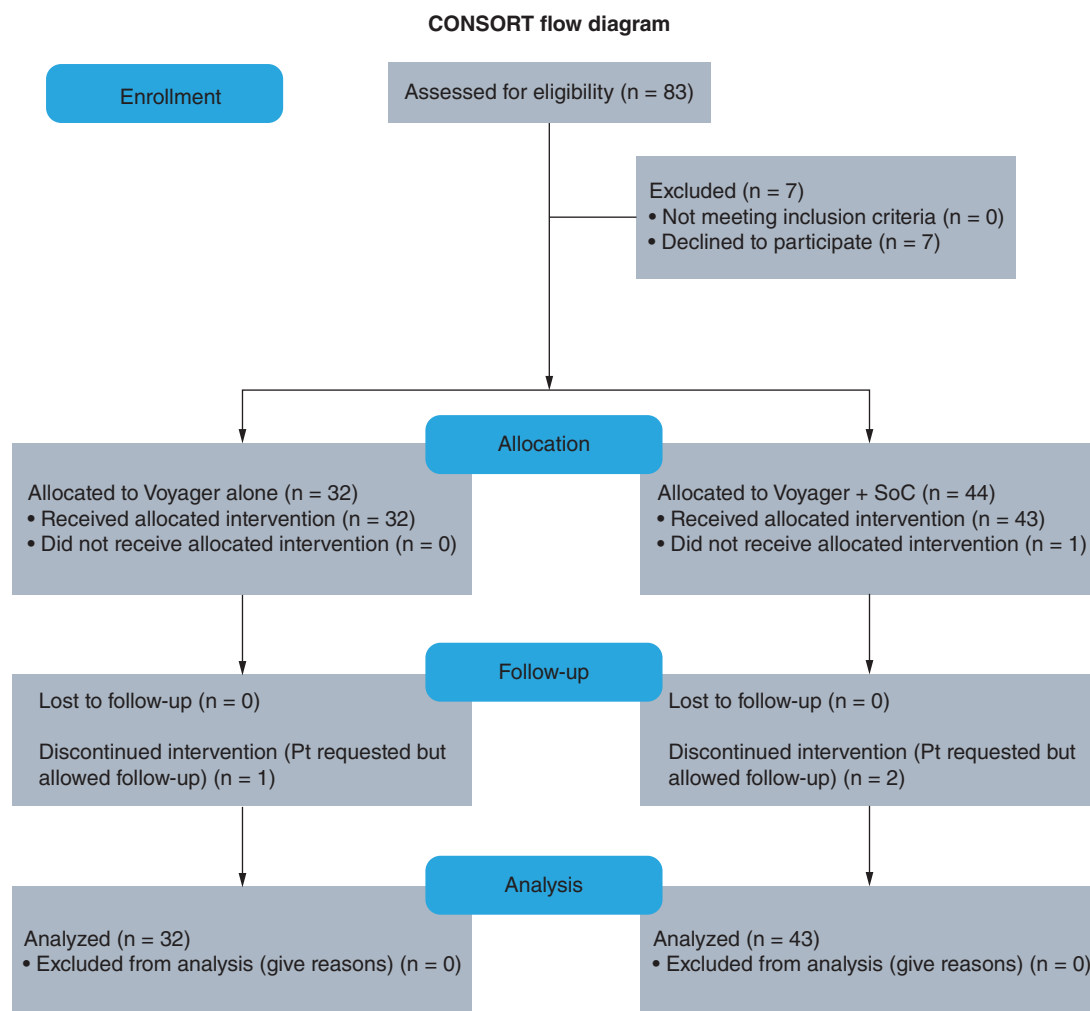 CONSORT flow diagram
Enrollment
Assessed for eligibility (n = 83)
Excluded (n = 7)
• Not meeting inclusion criteria (n = 0)
• Declined to participate (n = 7)
Allocation
Allocated to Voyager alone (n = 32)
• Received allocated intervention (n = 32)
• Did not receive allocated intervention (n = 0)
Allocated to Voyager + SoC (n = 44)
• Received allocated intervention (n = 43)
• Did not receive allocated intervention (n = 1)
Follow-up
Lost to follow-up (n = 0)
Discontinued intervention (Pt requested but
allowed follow-up) (n = 1)
Lost to follow-up (n = 0)
Discontinued intervention (Pt requested but
allowed follow-up) (n = 2)
Analysis
Analyzed (n = 32)
• Excluded from analysis (give reasons) (n = 0)
Analyzed (n = 43)
• Excluded from analysis (give reasons) (n = 0)